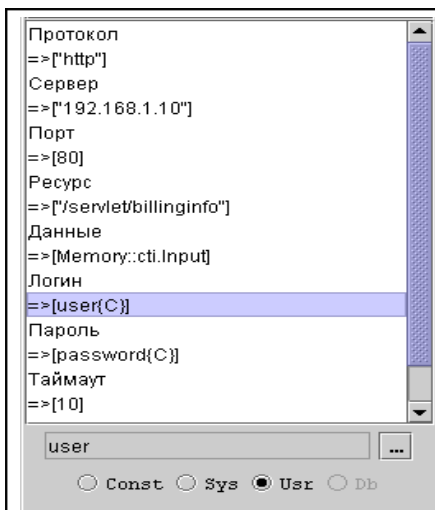 Протокол
=>["http"]
Сервер
=>["192.168.1.10"]
Порт
=>[80]
Ресурс
=>["/servlet/billinginfo"]
Данные
=>[Memory::cti.Input]
Логин
=>[user{C}]
Пароль
=>[password{C}]
Таймаут
=>[10]
user ...
Const Sys Usr Db